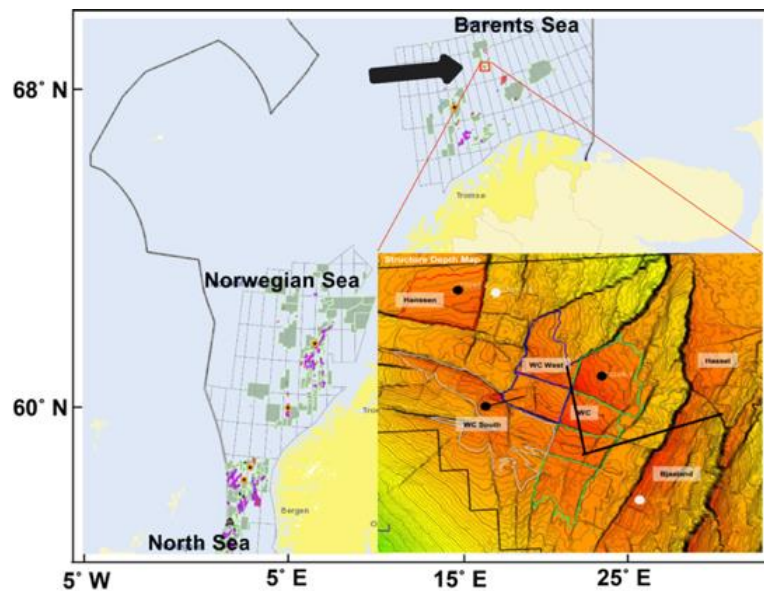 Barents Sea
68° N
Tromsø
Norwegian Sea
Structure Depth Map
Hanssen
WC West
Hassel
60° N
WC
WC South
Bjaaland
Bergen
North Sea
5° W
5° E
15° E
25° E